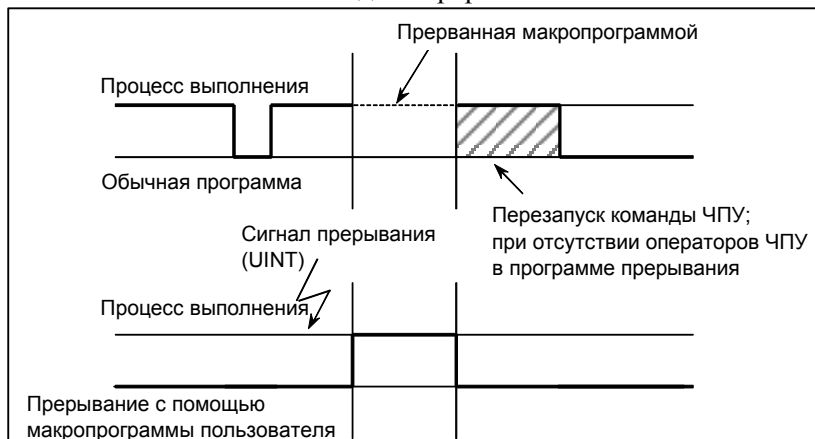 Прерванная макропрограммой
Процесс выполнения
Обычная программа
Перезапуск команды ЧПУ;
при отсутствии операторов ЧПУ
в программе прерывания
Сигнал прерывания
(UINT)
Процесс выполнения
Прерывание с помощью
макропрограммы пользователя